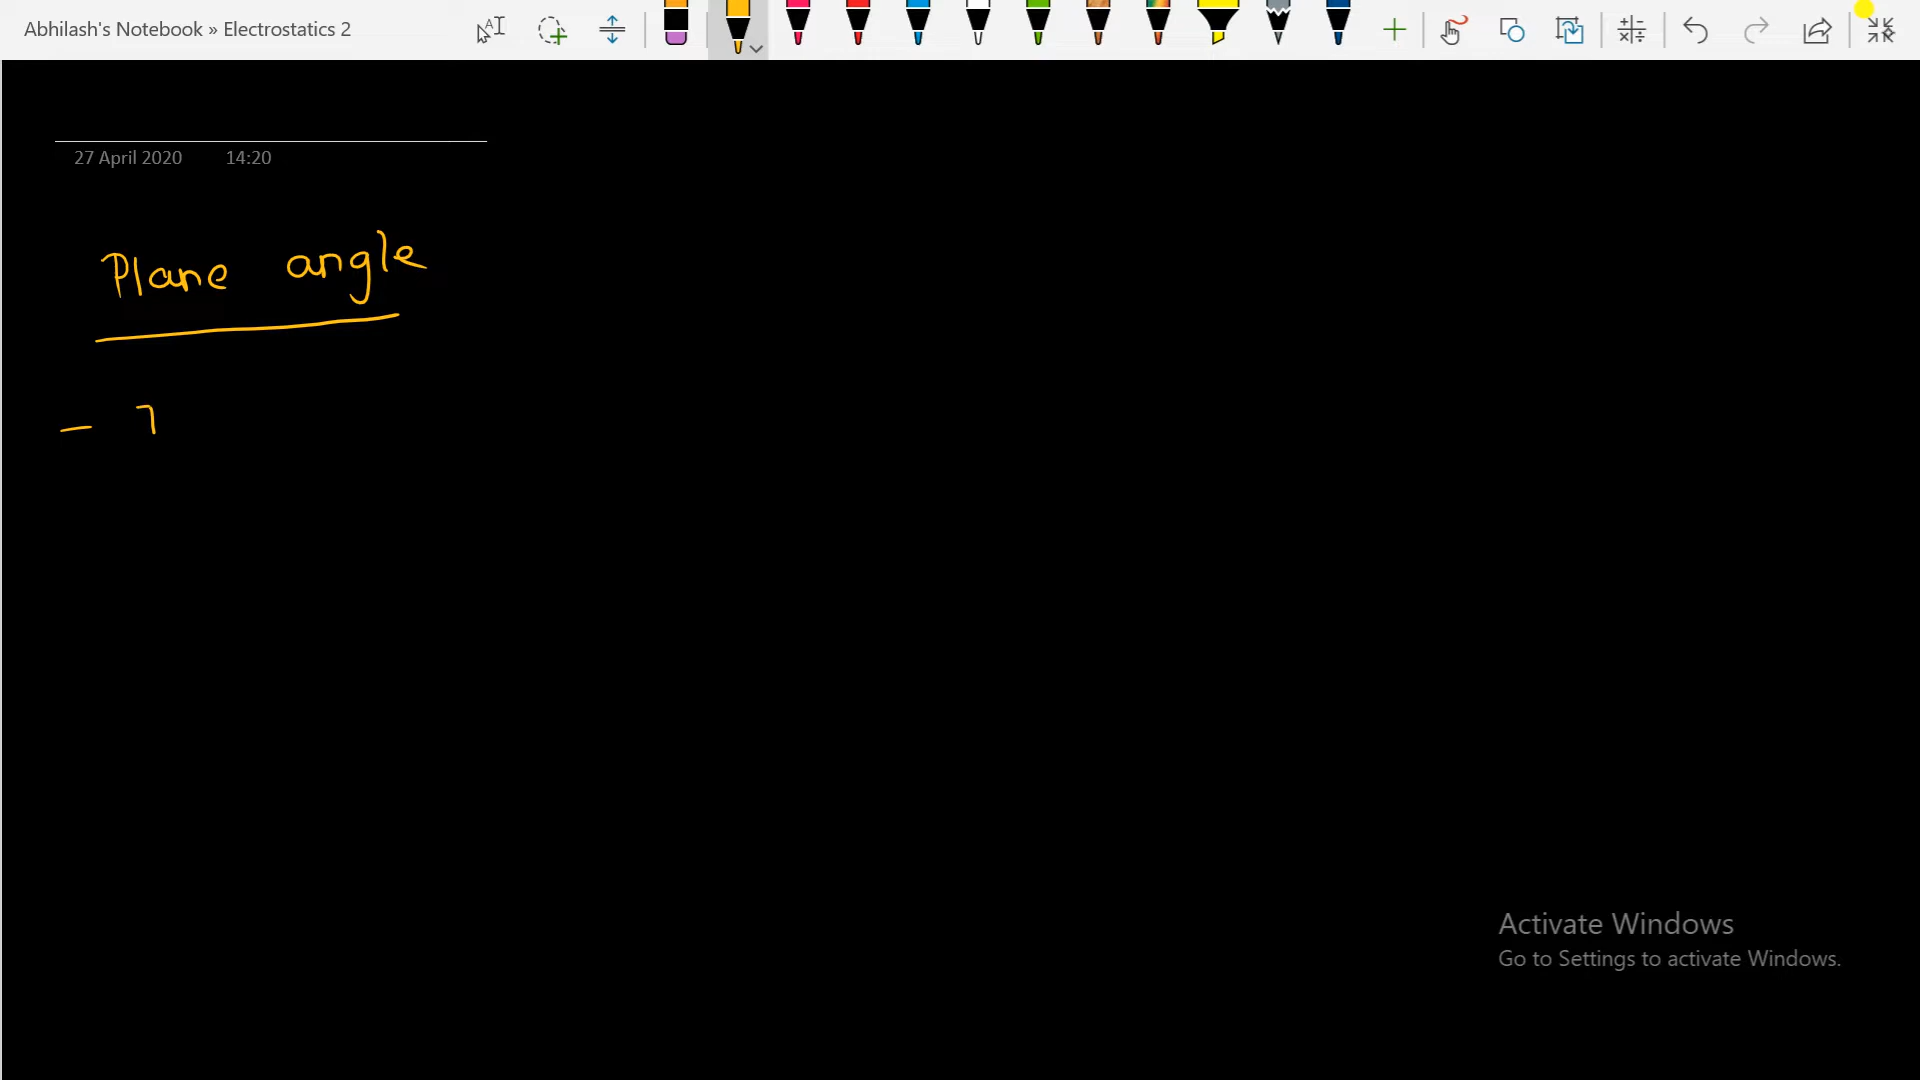 Abhilash's Notebook » Electrostatics 2
27 April 2020 14:20
Plane angle
–
Activate Windows
Go to Settings to activate Windows.